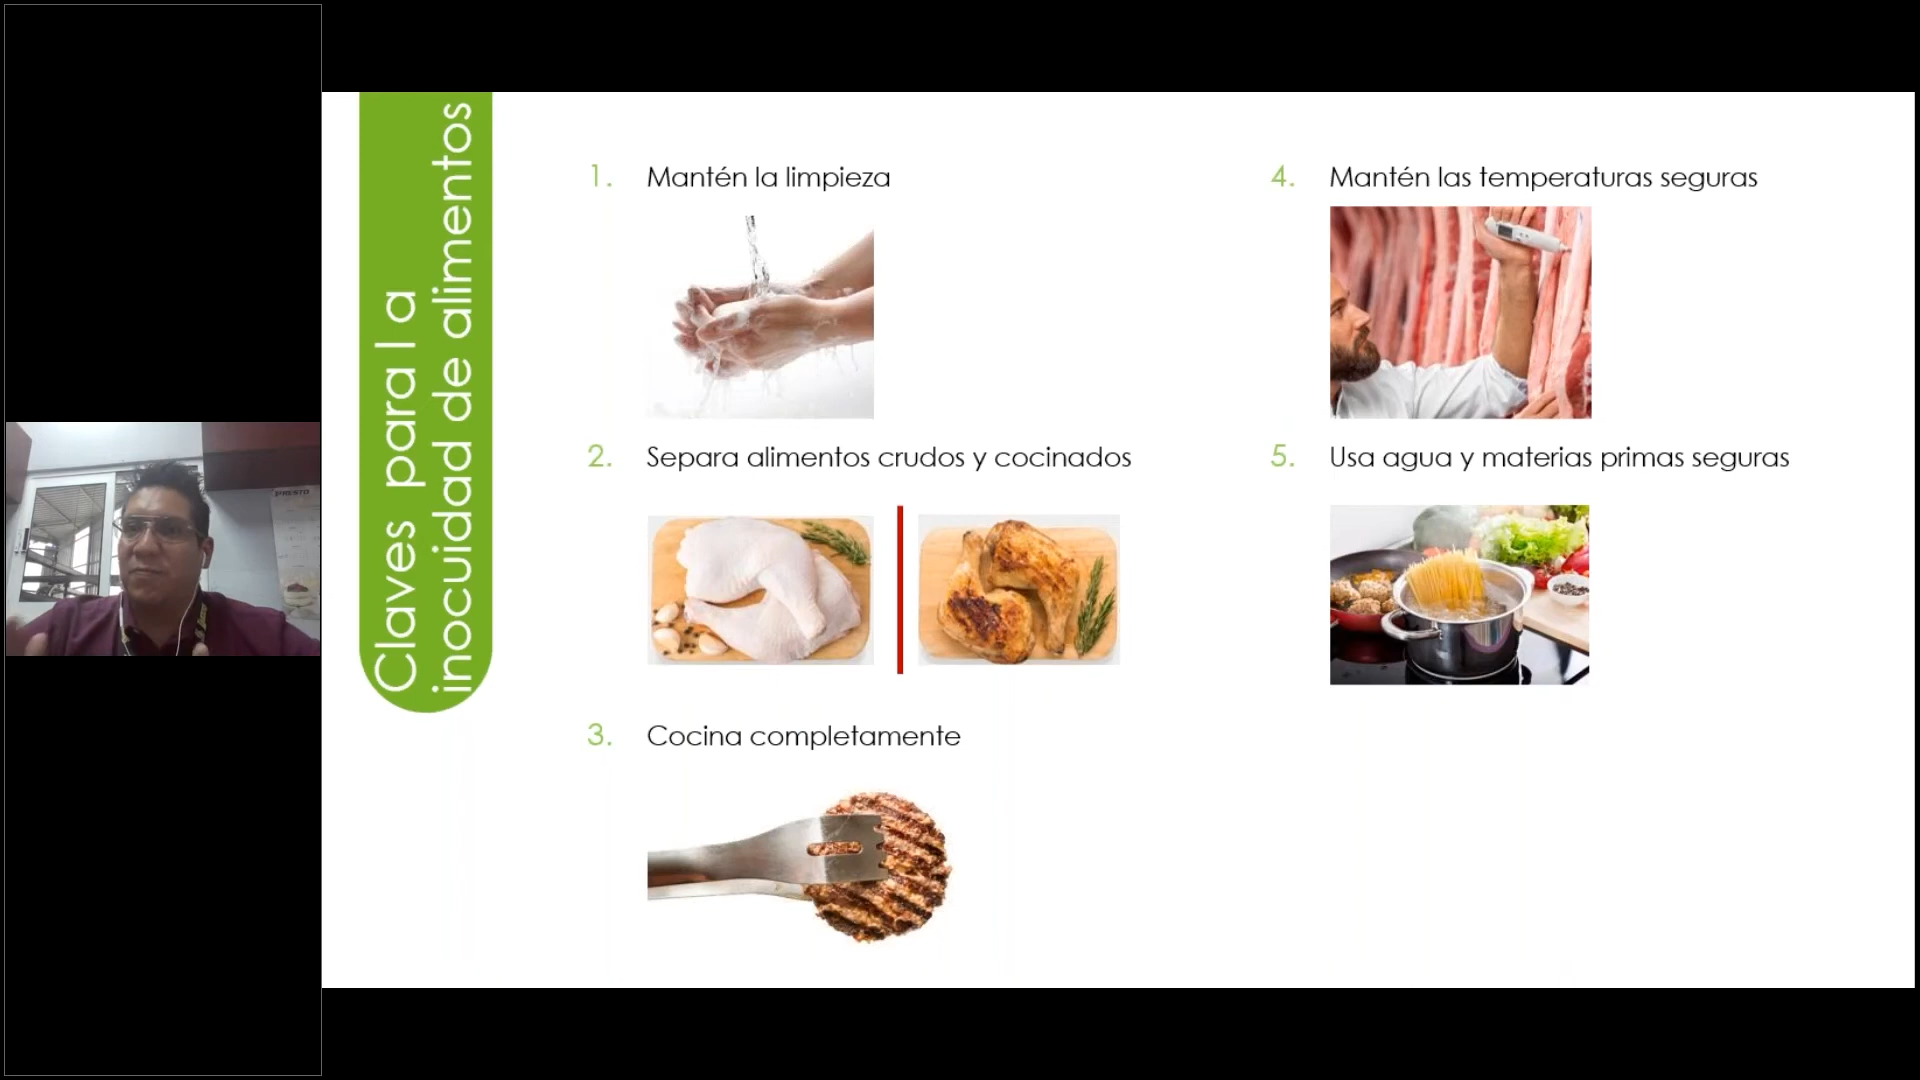 Claves para l a
inocuidad de alimentos
1. Mantén la limpieza
2. Separa alimentos crudos y cocinados
3. Cocina completamente
4. Mantén las temperaturas seguras
5. Usa agua y materias primas seguras
PRESTO